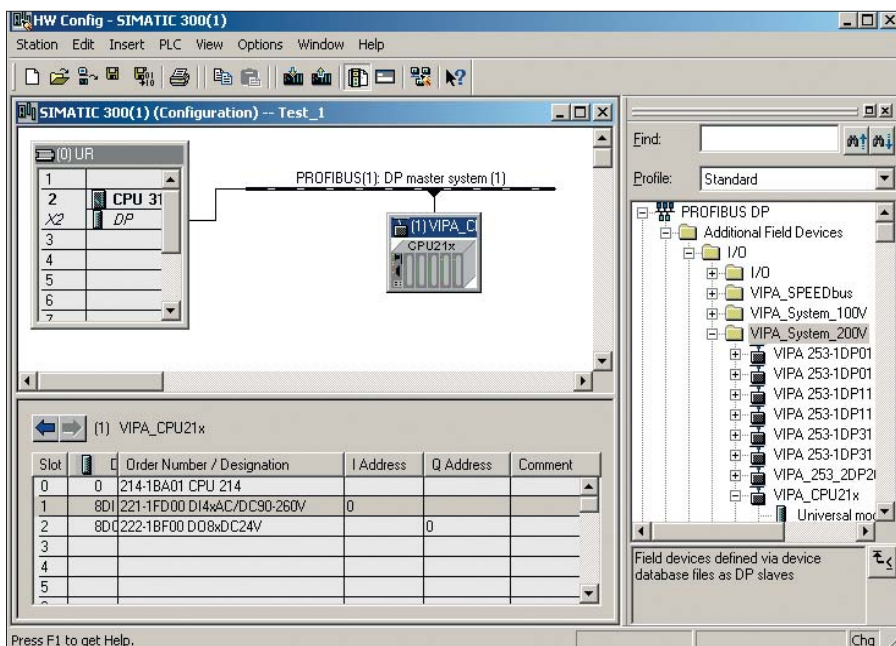 HW Config - SIMATIC 300(1)
Station Edit Insert PLC View Options Window Help
SIMATIC 300(1) (Configuration) -- Test_1
(0) UR
1
2 CPU 31
X2 DP
3
4
5
6
7
PROFIBUS(1): DP master system (1)
(1) VIPA_C
CPU21x
(1) VIPA_CPU21x
Slot D Order Number / Designation I Address Q Address Comment
0 0 214-1BA01 CPU 214
1 8DI 221-1FD00 DI4xAC/DC90-260V 0
2 8DO 222-1BF00 DO8xDC24V 0
3
4
5
Find:
Profile: Standard
PROFIBUS DP
Additional Field Devices
I/O
I/O
VIPA_SPEEDbus
VIPA_System_100V
VIPA_System_200V
VIPA 253-1DP01
VIPA 253-1DP01
VIPA 253-1DP11
VIPA 253-1DP11
VIPA 253-1DP31
VIPA 253-1DP31
VIPA_253_2DP2
VIPA_CPU21x
Universal mo
Field devices defined via device
database files as DP slaves
Press F1 to get Help.
Chg